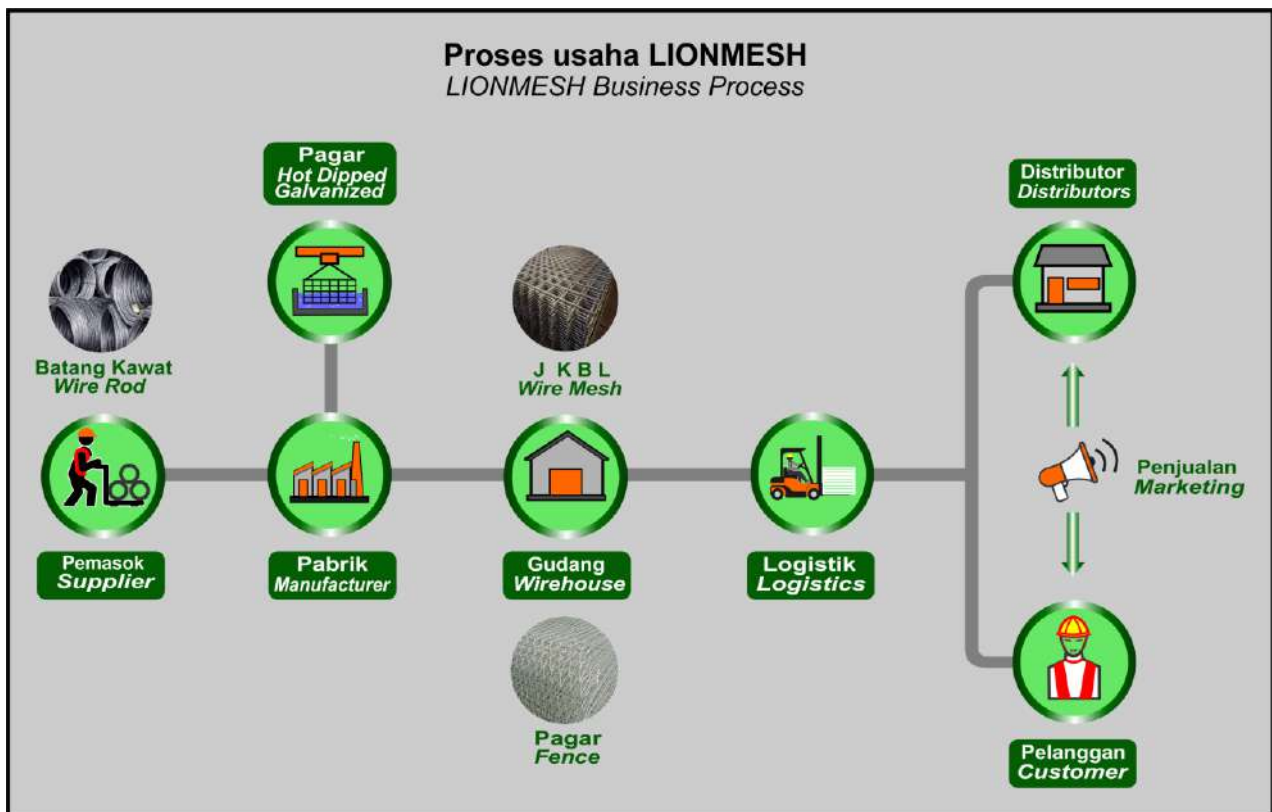 Proses usaha LIONMESH
LIONMESH Business Process
Pagar
Hot Dipped
Galvanized
Distributor
Distributors
Batang Kawat
Wire Rod
J K B L
Wire Mesh
Penjualan
Marketing
Pemasok
Supplier
Pabrik
Manufacturer
Gudang
Wirehouse
Logistik
Logistics
Pagar
Fence
Pelanggan
Customer